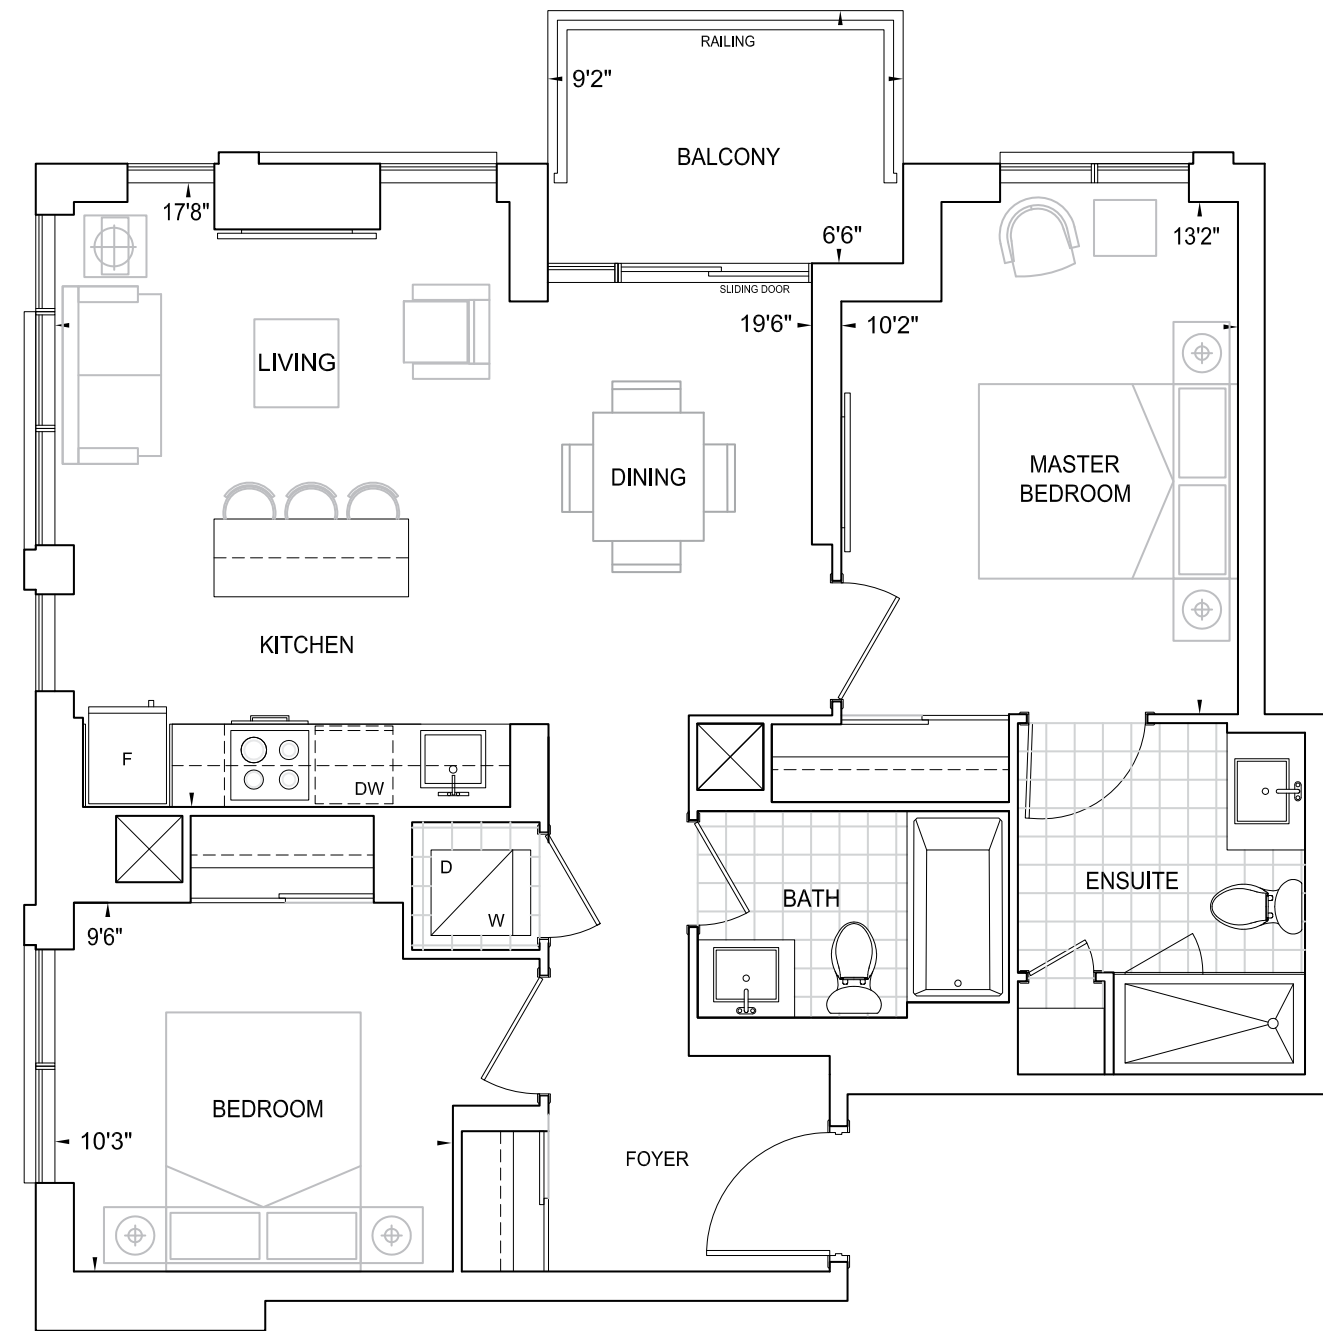 RAILING
9'2"
BALCONY
17'8"
6'6"
13'2"
SLIDING DOOR
19'6"
10'2"
LIVING
MASTER
BEDROOM
DINING
KITCHEN
F
DW
D
W
BATH
ENSUITE
9'6"
BEDROOM
10'3"
FOYER